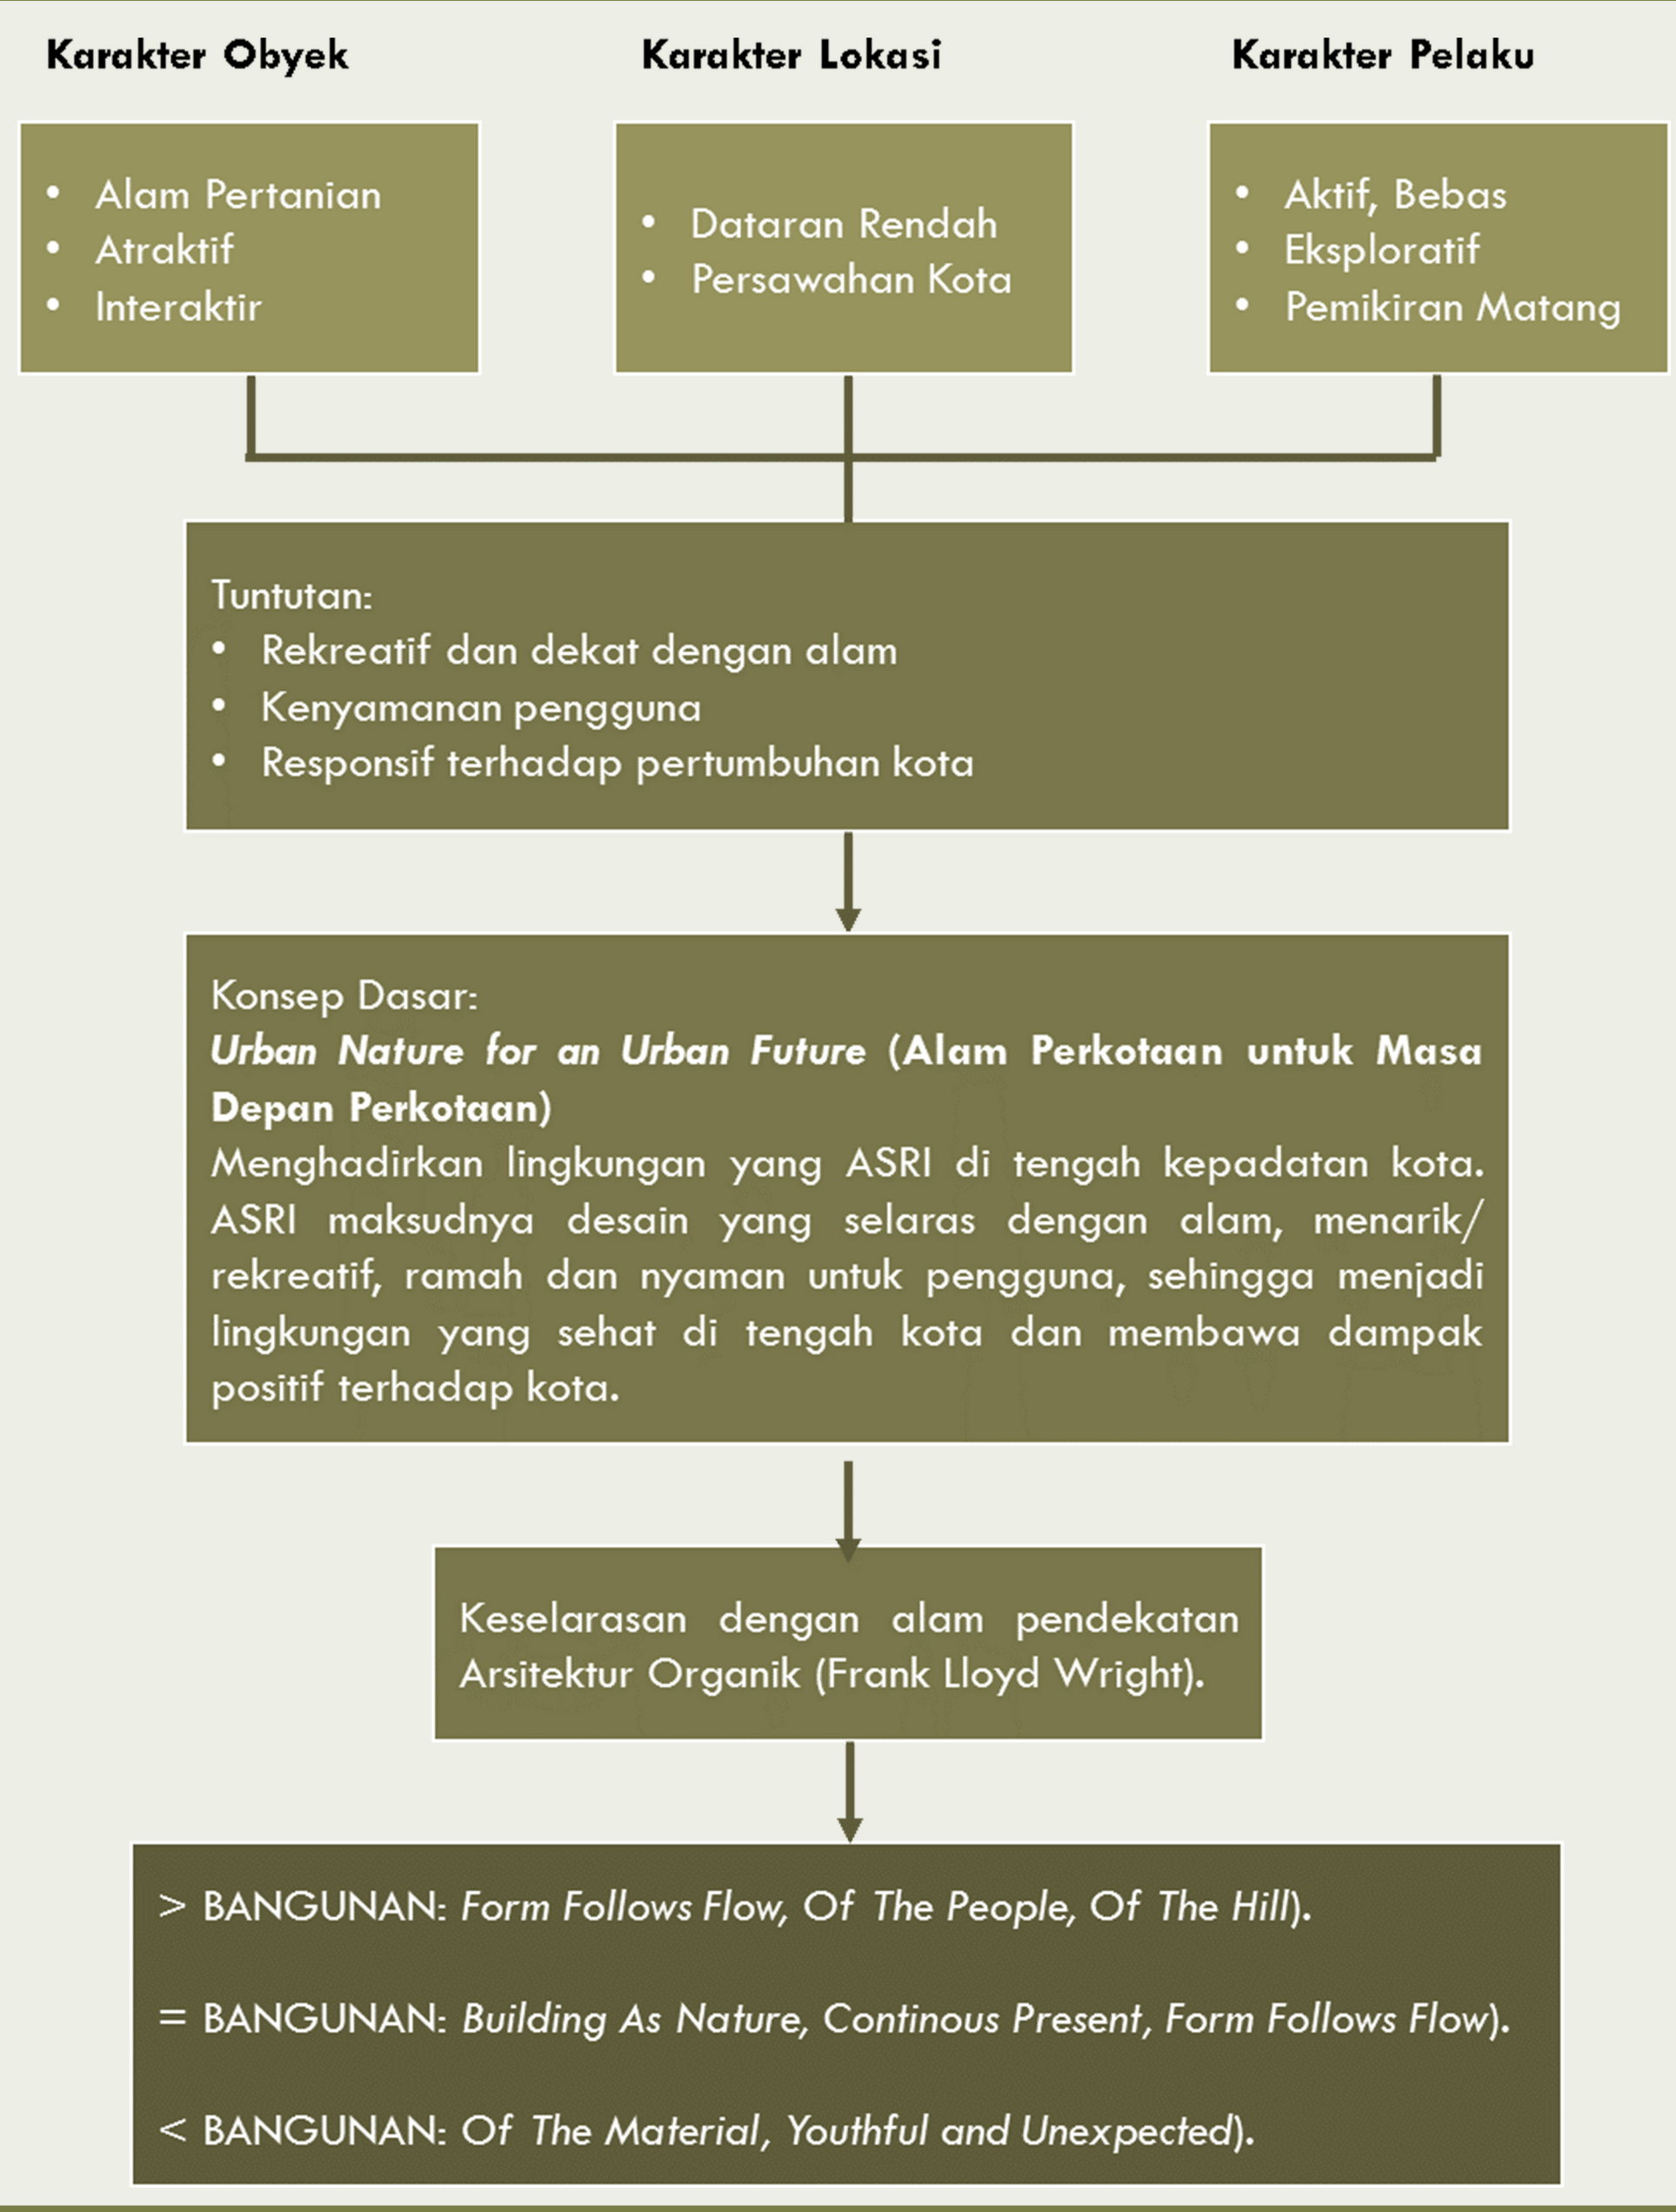 Karakter Obyek
Karakter Lokasi
Karakter Pelaku
• Alam Pertanian
• Atraktif
• Interaktir
• Dataran Rendah
• Persawahan Kota
• Aktif, Bebas
• Eksploratif
• Pemikiran Matang
Tuntutan:
• Rekreatif dan dekat dengan alam
• Kenyamanan pengguna
• Responsif terhadap pertumbuhan kota
Konsep Dasar:
Urban Nature for an Urban Future (Alam Perkotaan untuk Masa
Depan Perkotaan)
Menghadirkan lingkungan yang ASRI di tengah kepadatan kota.
ASRI maksudnya desain yang selaras dengan alam, menarik/
rekreatif, ramah dan nyaman untuk pengguna, sehingga menjadi
lingkungan yang sehat di tengah kota dan membawa dampak
positif terhadap kota.
Keselarasan dengan alam pendekatan
Arsitektur Organik (Frank Lloyd Wright).
> BANGUNAN: Form Follows Flow, Of The People, Of The Hill).
= BANGUNAN: Building As Nature, Continous Present, Form Follows Flow).
< BANGUNAN: Of The Material, Youthful and Unexpected).